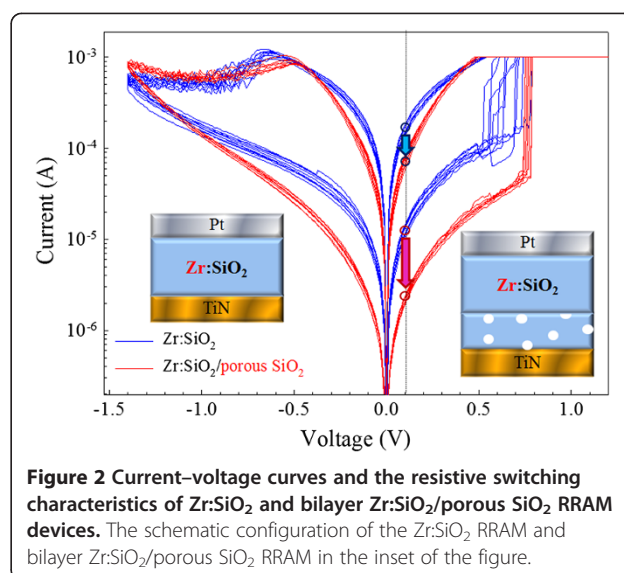 10⁻³
10⁻⁴
10⁻⁵
10⁻⁶
Current (A)
Pt
Zr:SiO₂
TiN
Pt
Zr:SiO₂
TiN
Zr:SiO₂
Zr:SiO₂/porous SiO₂
-1.5
-1.0
-0.5
0.0
0.5
1.0
Voltage (V)
Figure 2 Current–voltage curves and the resistive switching
characteristics of Zr:SiO₂ and bilayer Zr:SiO₂/porous SiO₂ RRAM
devices. The schematic configuration of the Zr:SiO₂ RRAM and
bilayer Zr:SiO₂/porous SiO₂ RRAM in the inset of the figure.